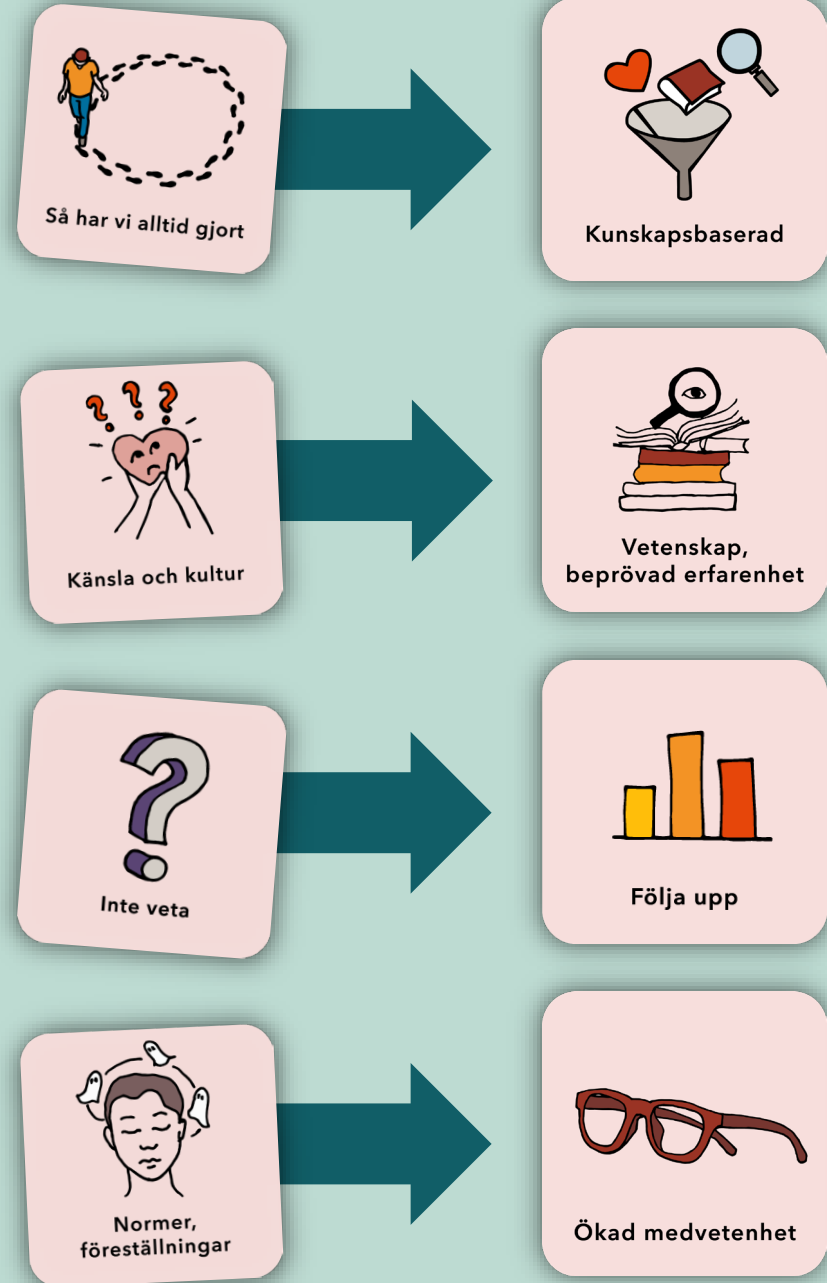 Så har vi alltid gjort
Kunskapsbaserad
Känsla och kultur
Vetenskap,
beprövad erfarenhet
Inte veta
Följa upp
Normer,
föreställningar
Ökad medvetenhet